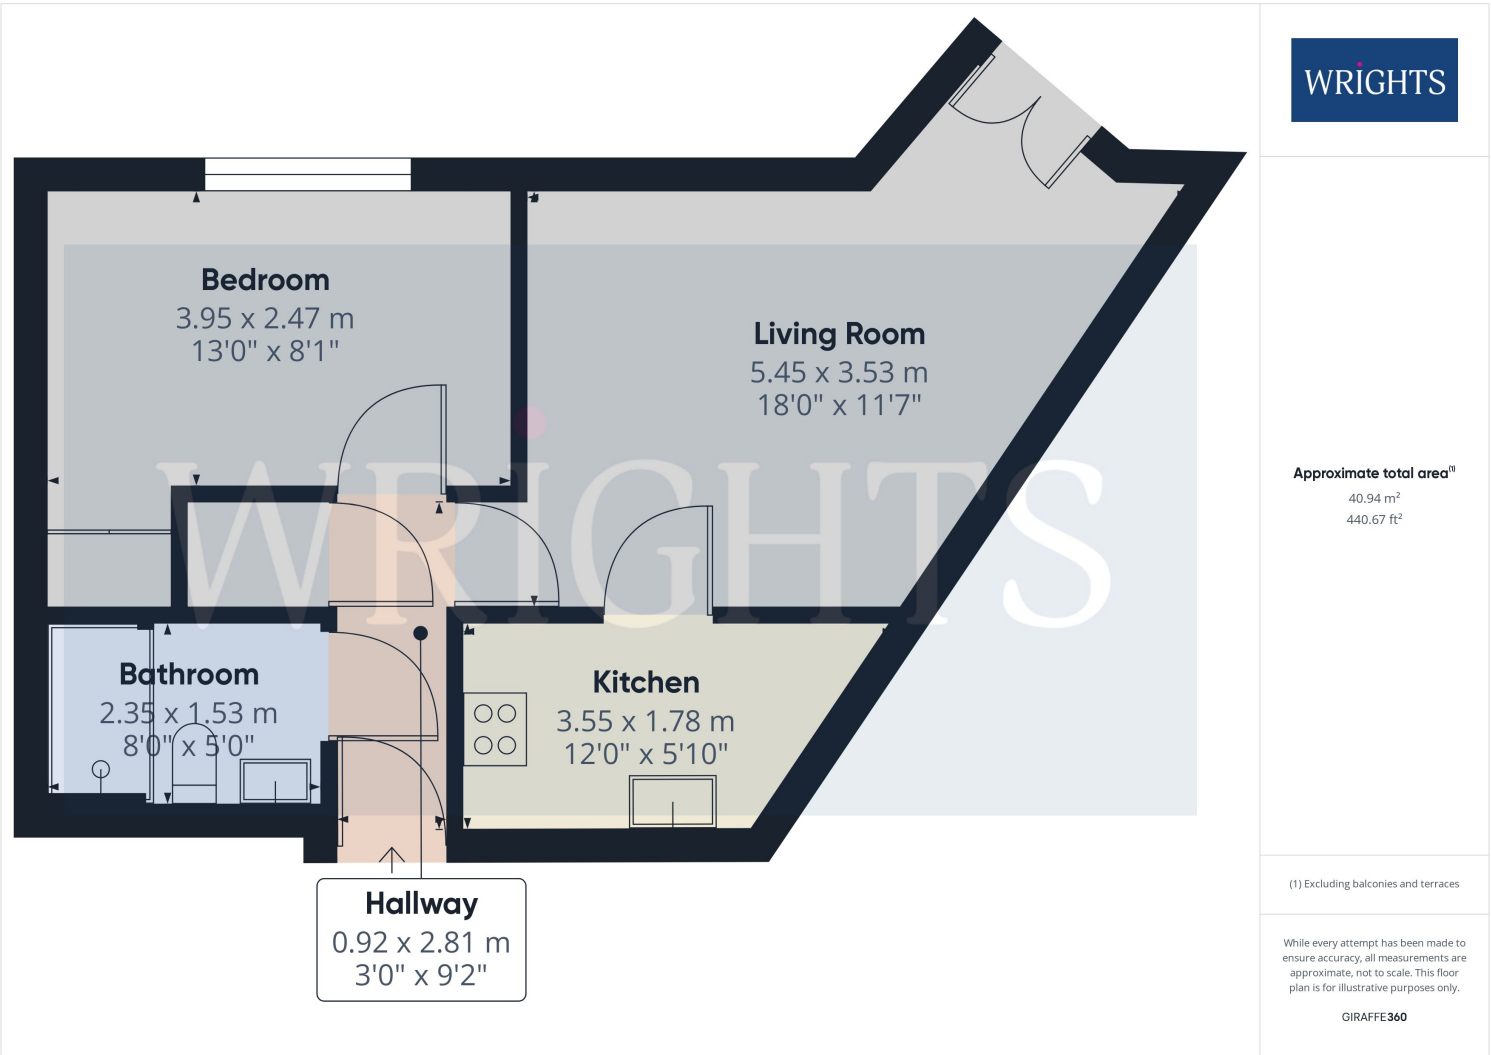 Bedroom
3.95 x 2.47 m
13'0" x 8'1"
Living Room
5.45 x 3.53 m
18'0" x 11'7"
WRiGHTS
Bathroom
2.35 x 1.53 m
8'0" x 5'0"
Kitchen
3.55 x 1.78 m
12'0" x 5'10"
Hallway
0.92 x 2.81 m
3'0" x 9'2"
WRiGHTS
Approximate total area⁽¹⁾
40.94 m²
440.67 ft²
(1) Excluding balconies and terraces
While every attempt has been made to
ensure accuracy, all measurements are
approximate, not to scale. This floor
plan is for illustrative purposes only.
GIRAFFE360